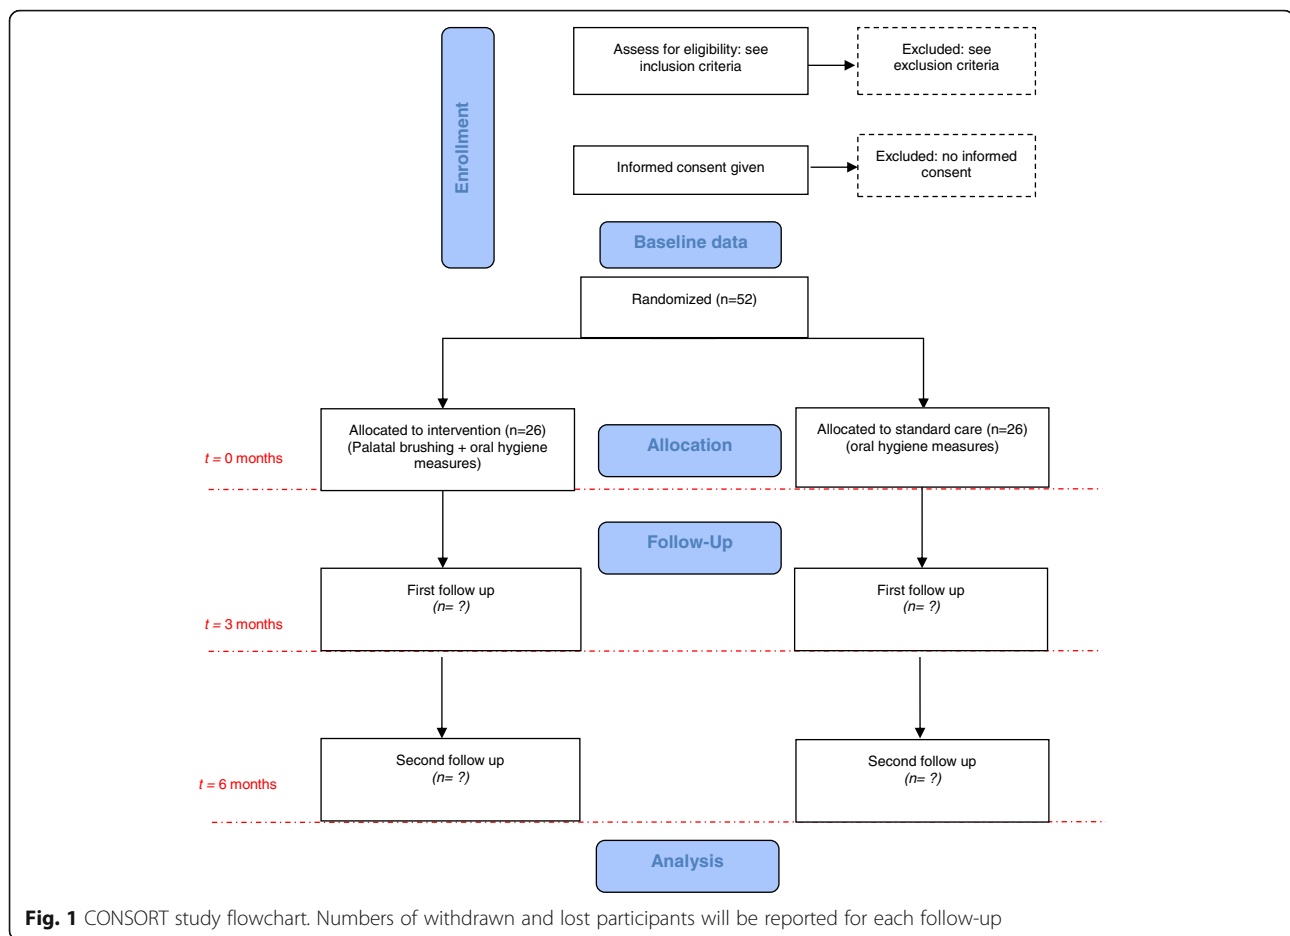 Enrollment
Assess for eligibility: see
inclusion criteria
Excluded: see
exclusion criteria
Informed consent given
Excluded: no informed
consent
Baseline data
Randomized (n=52)
Allocated to intervention (n=26)
(Palatal brushing + oral hygiene
measures)
Allocation
Allocated to standard care (n=26)
(oral hygiene measures)
t = 0 months
Follow-Up
First follow up
(n= ?)
First follow up
(n= ?)
t = 3 months
Second follow up
(n= ?)
Second follow up
(n= ?)
t = 6 months
Analysis
Fig. 1 CONSORT study flowchart. Numbers of withdrawn and lost participants will be reported for each follow-up